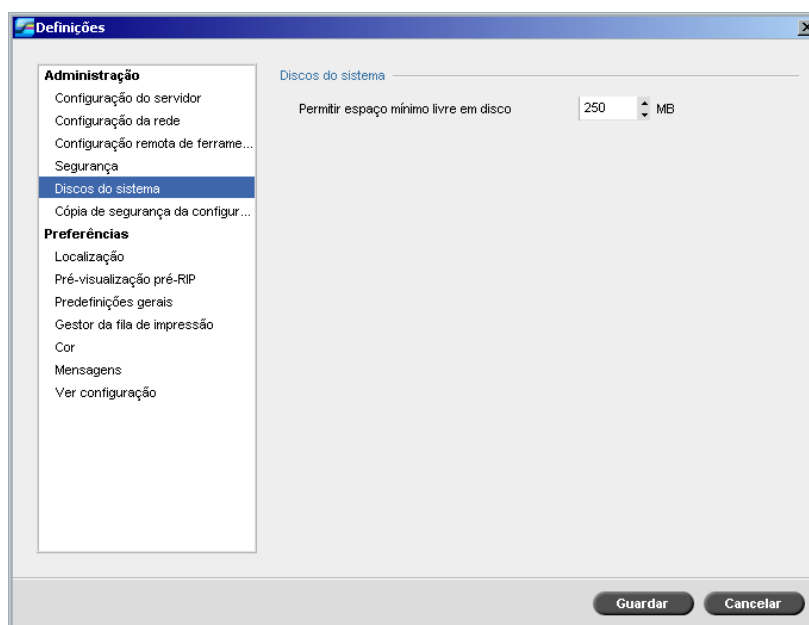 Definições
Administração
Configuração do servidor
Configuração da rede
Configuração remota de ferrame...
Segurança
Discos do sistema
Cópia de segurança da configur...
Preferências
Localização
Pré-visualização pré-RIP
Predefinições gerais
Gestor da fila de impressão
Cor
Mensagens
Ver configuração
Discos do sistema
Permitir espaço mínimo livre em disco 250 MB
Guardar Cancelar